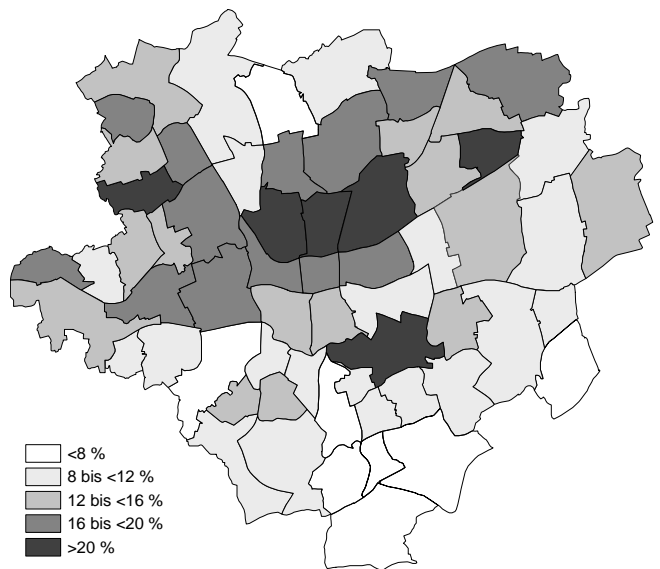 <8 %
8 bis <12 %
12 bis <16 %
16 bis <20 %
>20 %